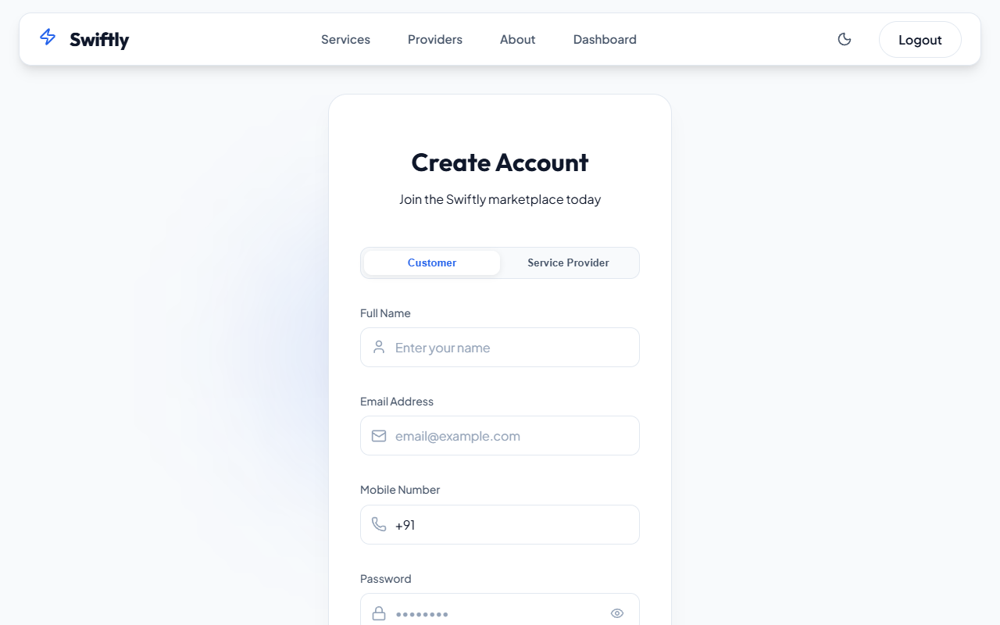 Swiftly
Services
Providers
About
Dashboard
Logout
Create Account
Join the Swiftly marketplace today
Customer
Service Provider
Full Name
Enter your name
Email Address
email@example.com
Mobile Number
+91
Password
••••••••